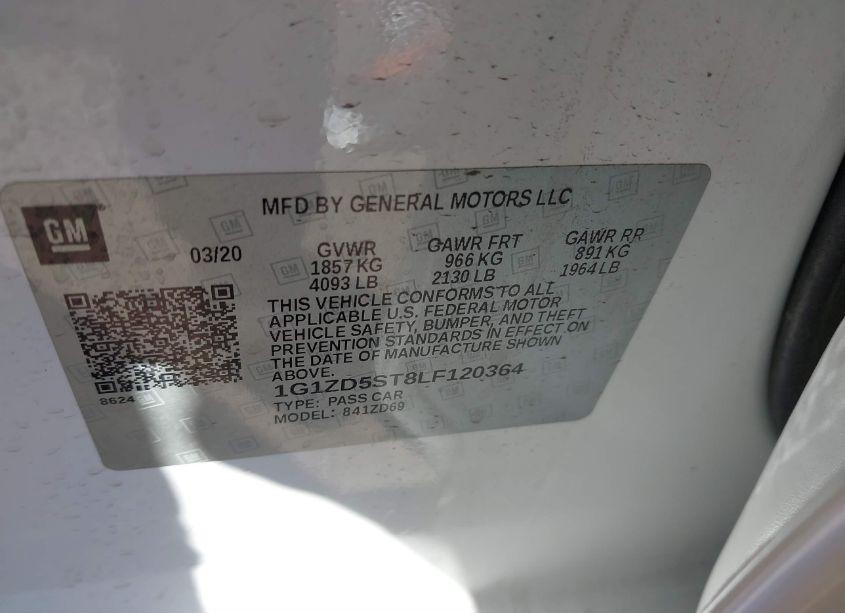 MFD BY GENERAL MOTORS LLC
GM
03/20
GVWR
1857 KG
4093 LB
GAWR FRT
966 KG
2130 LB
GAWR RR
891 KG
1964 LB
THIS VEHICLE CONFORMS TO ALL
APPLICABLE U.S. FEDERAL MOTOR
VEHICLE SAFETY, BUMPER, AND THEFT
PREVENTION STANDARDS IN EFFECT ON
THE DATE OF MANUFACTURE SHOWN
ABOVE.
1G1ZD5ST8LF120364
TYPE: PASS CAR
MODEL: 841ZD69
8624